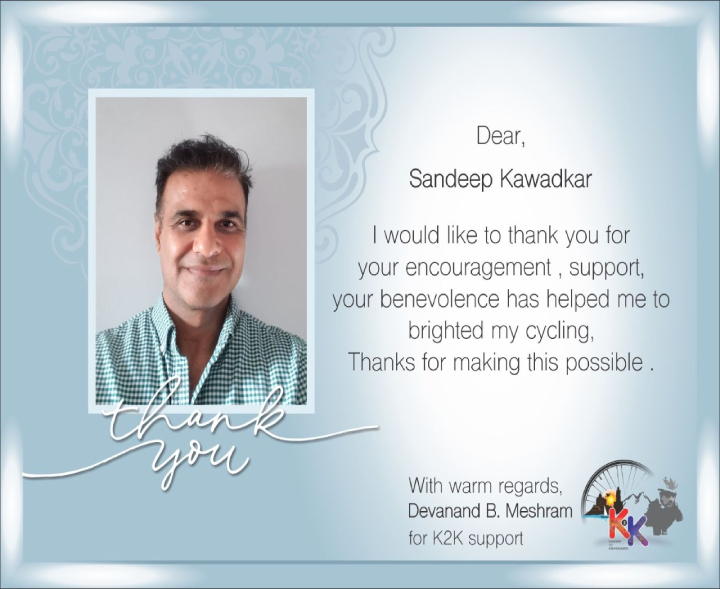 Dear,
Sandeep Kawadkar
I would like to thank you for
your encouragement , support,
your benevolence has helped me to
brighted my cycling,
Thanks for making this possible .
thank
you
With warm regards,
Devanand B. Meshram
for K2K support
K2K